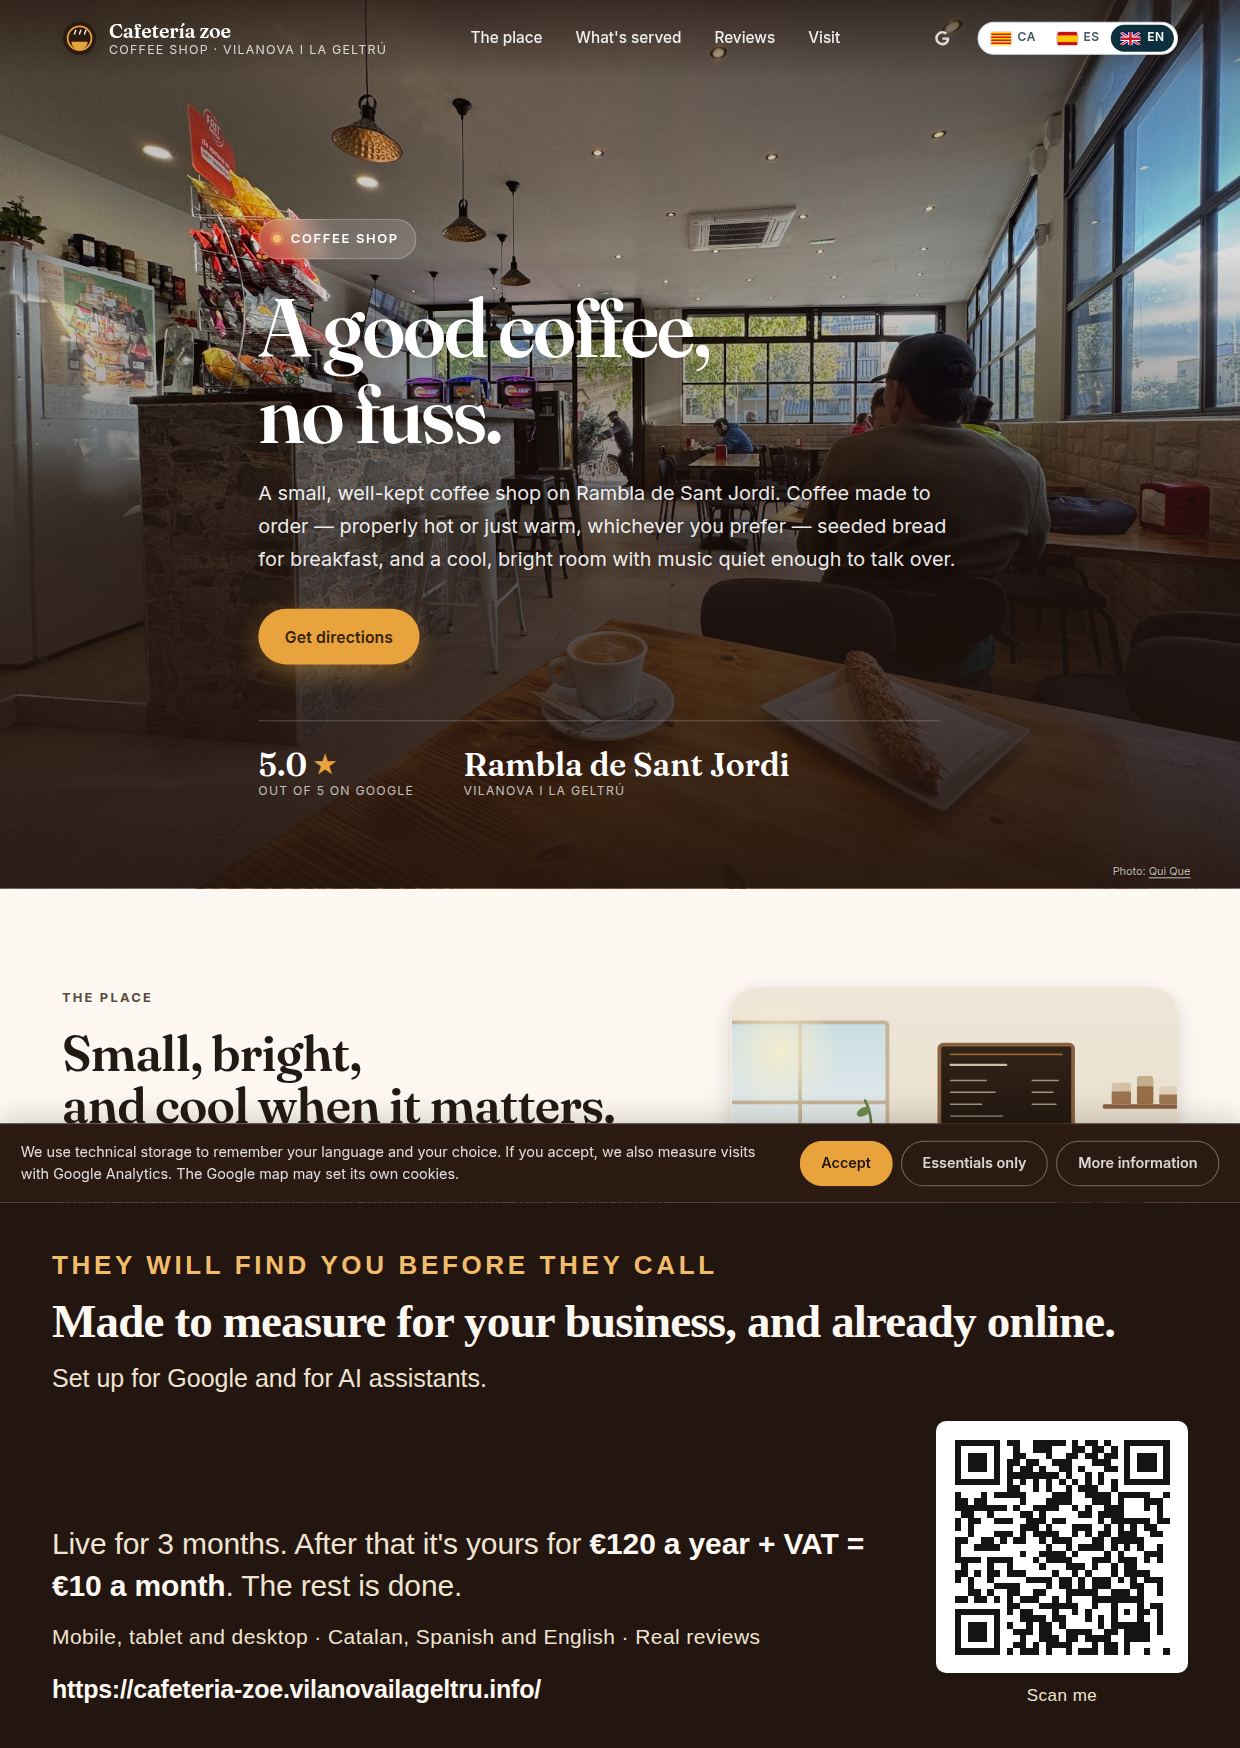 Cafetería zoe
COFFEE SHOP · VILANOVA I LA GELTRÚ
The place
What's served
Reviews
Visit
G
CA
ES
EN
COFFEE SHOP
A good coffee,
no fuss.
A small, well-kept coffee shop on Rambla de Sant Jordi. Coffee made to
order — properly hot or just warm, whichever you prefer — seeded bread
for breakfast, and a cool, bright room with music quiet enough to talk over.
Get directions
5.0 ★
OUT OF 5 ON GOOGLE
Rambla de Sant Jordi
VILANOVA I LA GELTRÚ
Photo: Qui Que
THE PLACE
Small, bright,
and cool when it matters.
We use technical storage to remember your language and your choice. If you accept, we also measure visits
with Google Analytics. The Google map may set its own cookies.
Accept
Essentials only
More information
THEY WILL FIND YOU BEFORE THEY CALL
Made to measure for your business, and already online.
Set up for Google and for AI assistants.
Live for 3 months. After that it's yours for €120 a year + VAT =
€10 a month. The rest is done.
Mobile, tablet and desktop · Catalan, Spanish and English · Real reviews
https://cafeteria-zoe.vilanovailageltru.info/
Scan me